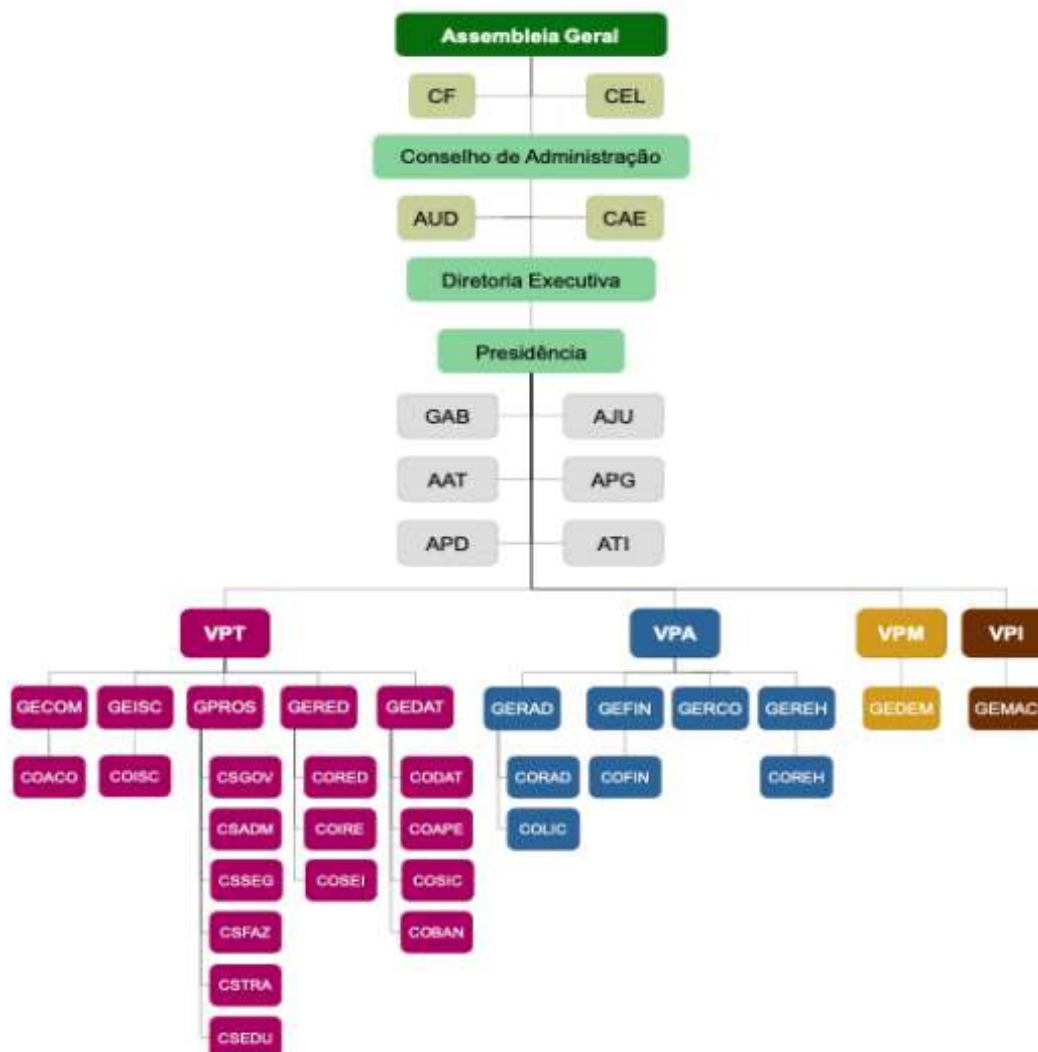 Assembleia Geral
CF CEL
Conselho de Administração
AUD CAE
Diretoria Executiva
Presidência
GAB AJU
AAT APG
APD ATI
VPT VPA VPM VPI
GECOM GEISC GPROS GERED GEDAT GERAD GEFIN GERCO GEREH GEDEM GEMAC
COACO COISC CSGOV CORED CODAT CORAD COFIN COREH
CSADM COIRE COAPE COLIC
CSSEG COSEI COSIC
CSFAZ COBAN
CSTRA
CSEDU